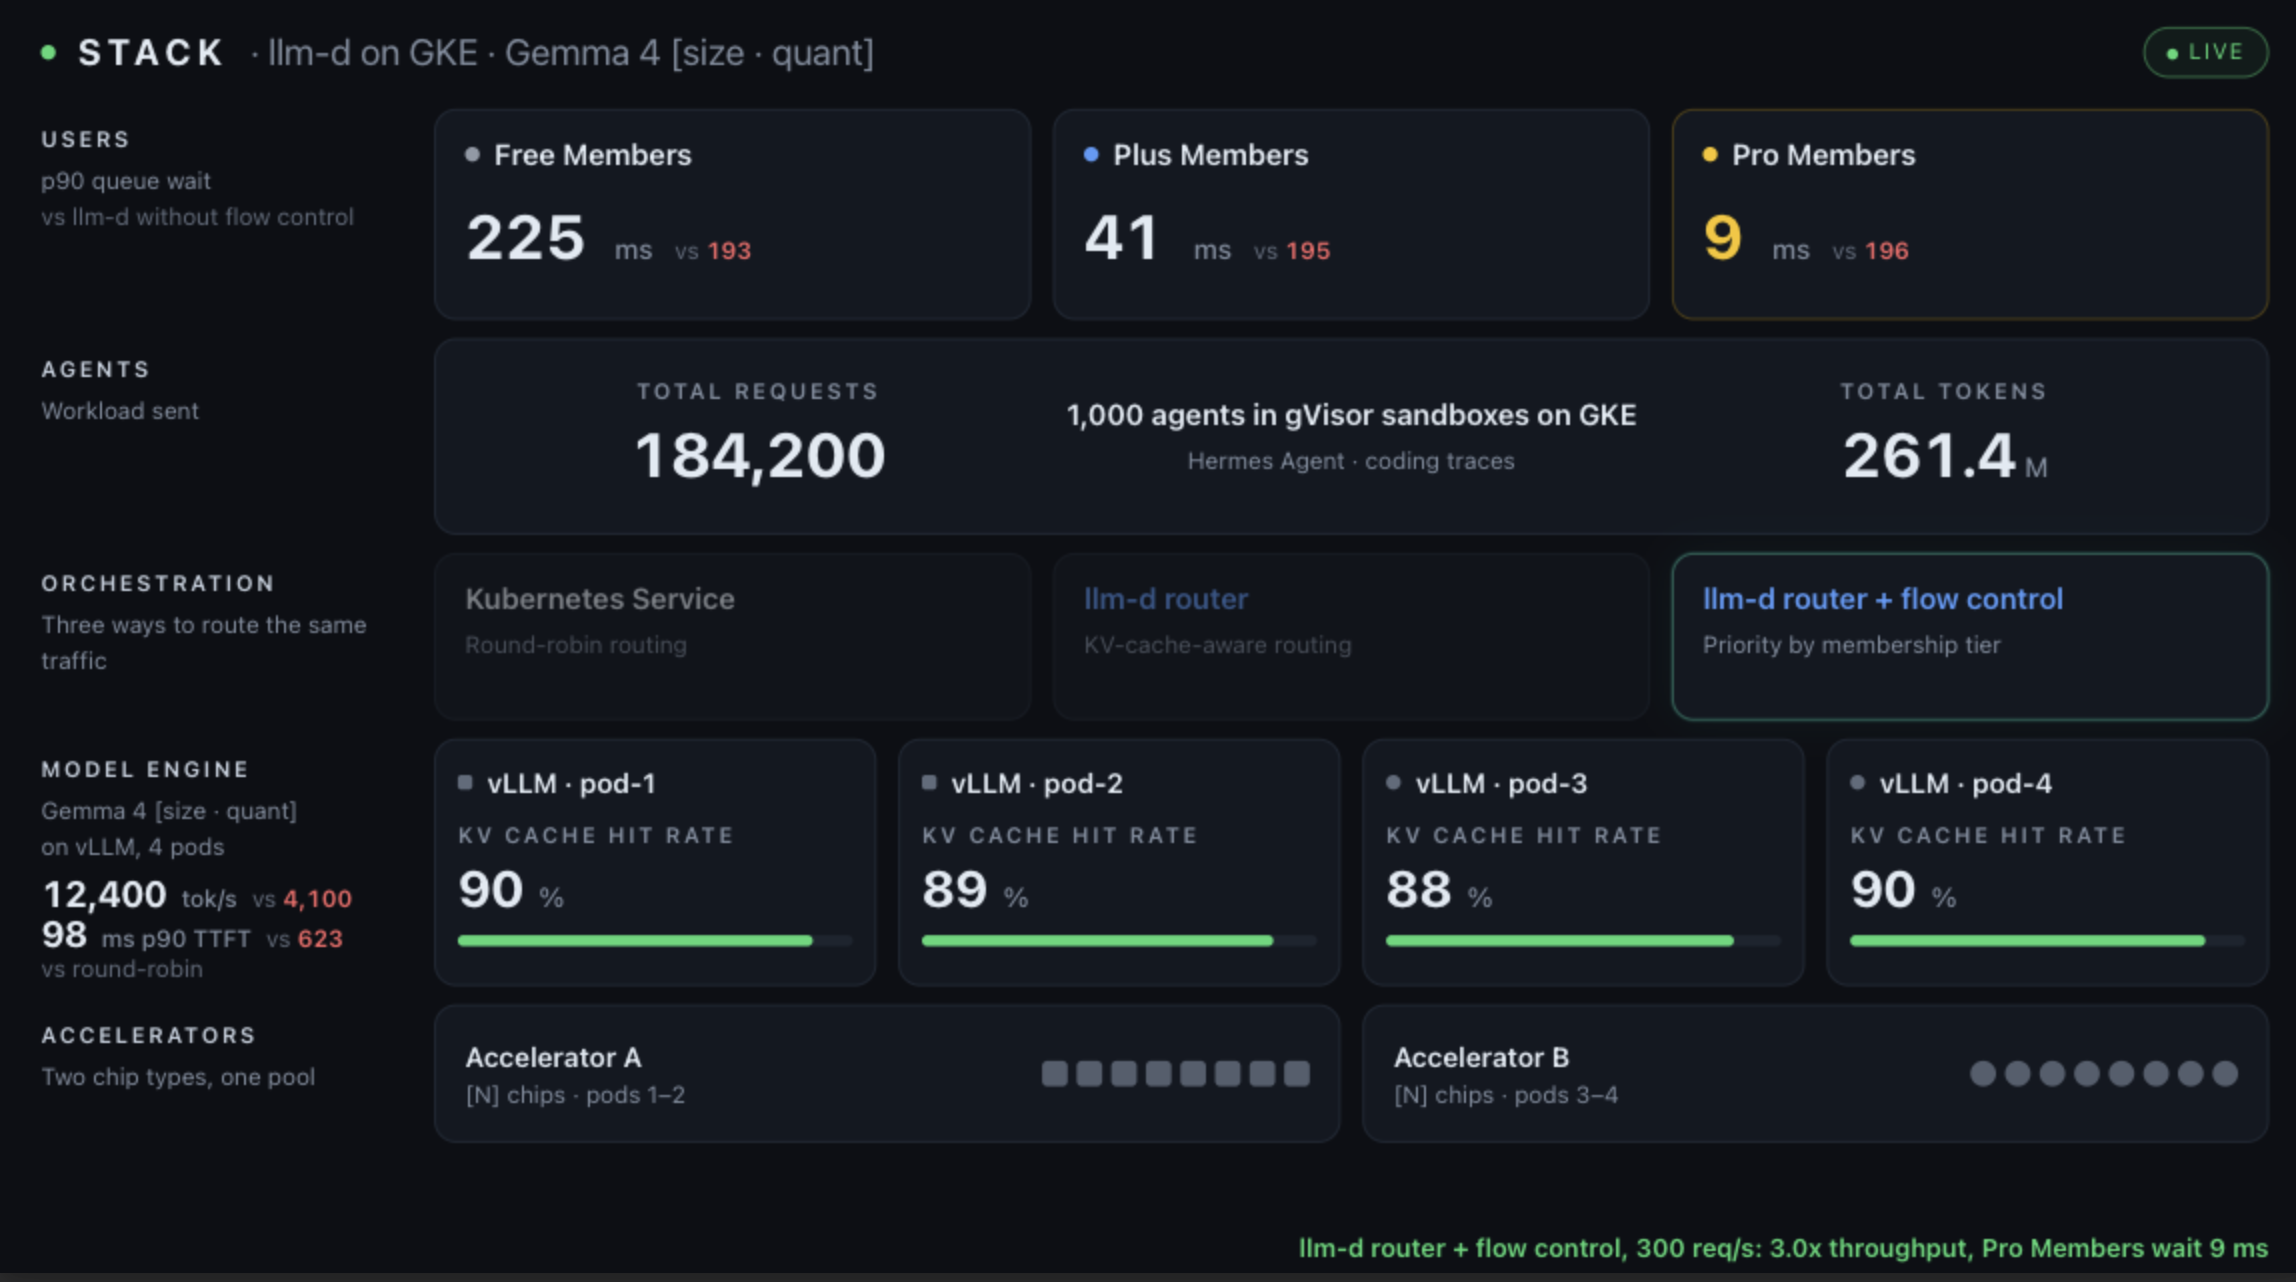 STACK · llm-d on GKE · Gemma 4 [size · quant]
LIVE
USERS
p90 queue wait
vs llm-d without flow control
Free Members
225 ms vs 193
Plus Members
41 ms vs 195
Pro Members
9 ms vs 196
AGENTS
Workload sent
TOTAL REQUESTS
184,200
1,000 agents in gVisor sandboxes on GKE
Hermes Agent · coding traces
TOTAL TOKENS
261.4 M
ORCHESTRATION
Three ways to route the same
traffic
Kubernetes Service
Round-robin routing
llm-d router
KV-cache-aware routing
llm-d router + flow control
Priority by membership tier
MODEL ENGINE
Gemma 4 [size · quant]
on vLLM, 4 pods
12,400 tok/s vs 4,100
98 ms p90 TTFT vs 623
vs round-robin
vLLM · pod-1
KV CACHE HIT RATE
90 %
vLLM · pod-2
KV CACHE HIT RATE
89 %
vLLM · pod-3
KV CACHE HIT RATE
88 %
vLLM · pod-4
KV CACHE HIT RATE
90 %
ACCELERATORS
Two chip types, one pool
Accelerator A
[N] chips · pods 1–2
Accelerator B
[N] chips · pods 3–4
llm-d router + flow control, 300 req/s: 3.0x throughput, Pro Members wait 9 ms